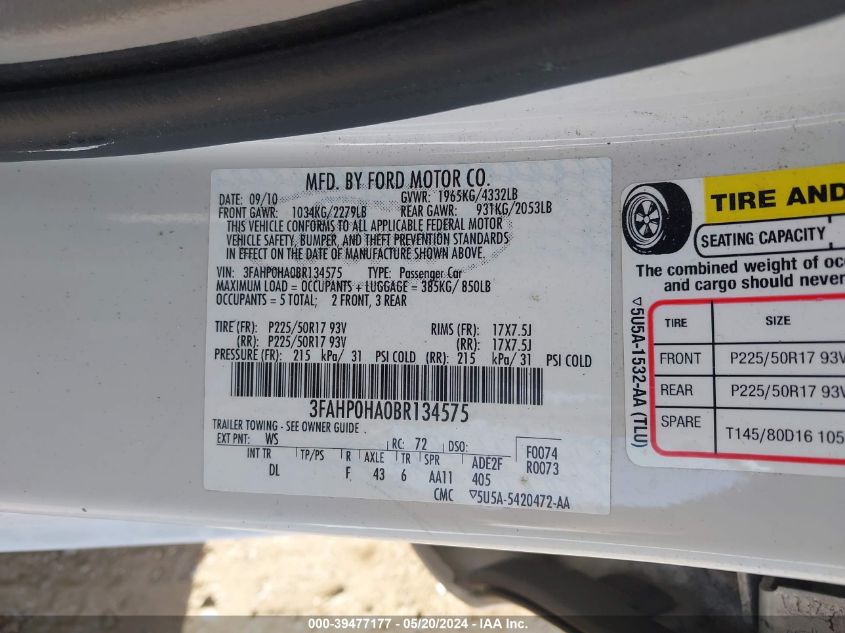 MFD. BY FORD MOTOR CO.
DATE: 09/10 GVWR: 1965KG/4332LB
FRONT GAWR: 1034KG/2279LB REAR GAWR: 931KG/2053LB
THIS VEHICLE CONFORMS TO ALL APPLICABLE FEDERAL MOTOR
VEHICLE SAFETY, BUMPER, AND THEFT PREVENTION STANDARDS
IN EFFECT ON THE DATE OF MANUFACTURE SHOWN ABOVE.
VIN: 3FAHP0HA0BR134575 TYPE: Passenger Car
MAXIMUM LOAD = OCCUPANTS + LUGGAGE = 385KG/ 850LB
OCCUPANTS = 5 TOTAL; 2 FRONT, 3 REAR
TIRE (FR): P225/50R17 93V RIMS (FR): 17X7.5J
(RR): P225/50R17 93V (RR): 17X7.5J
PRESSURE (FR): 215 kPa/ 31 PSI COLD (RR): 215 kPa/ 31 PSI COLD
3FAHP0HA0BR134575
TRAILER TOWING - SEE OWNER GUIDE .
EXT PNT: WS RC: 72 DSO: F0074
INT TR TP/PS R AXLE TR SPR ADE2F R0073
DL F 43 6 AA11 405
CMC ▽5U5A-5420472-AA
TIRE AND
SEATING CAPACITY
The combined weight of occ
and cargo should never
▽5U5A-1532-AA (TLU)
TIRE SIZE
FRONT P225/50R17 93V
REAR P225/50R17 93V
SPARE T145/80D16 105
000-39477177 - 05/20/2024 - IAA Inc.